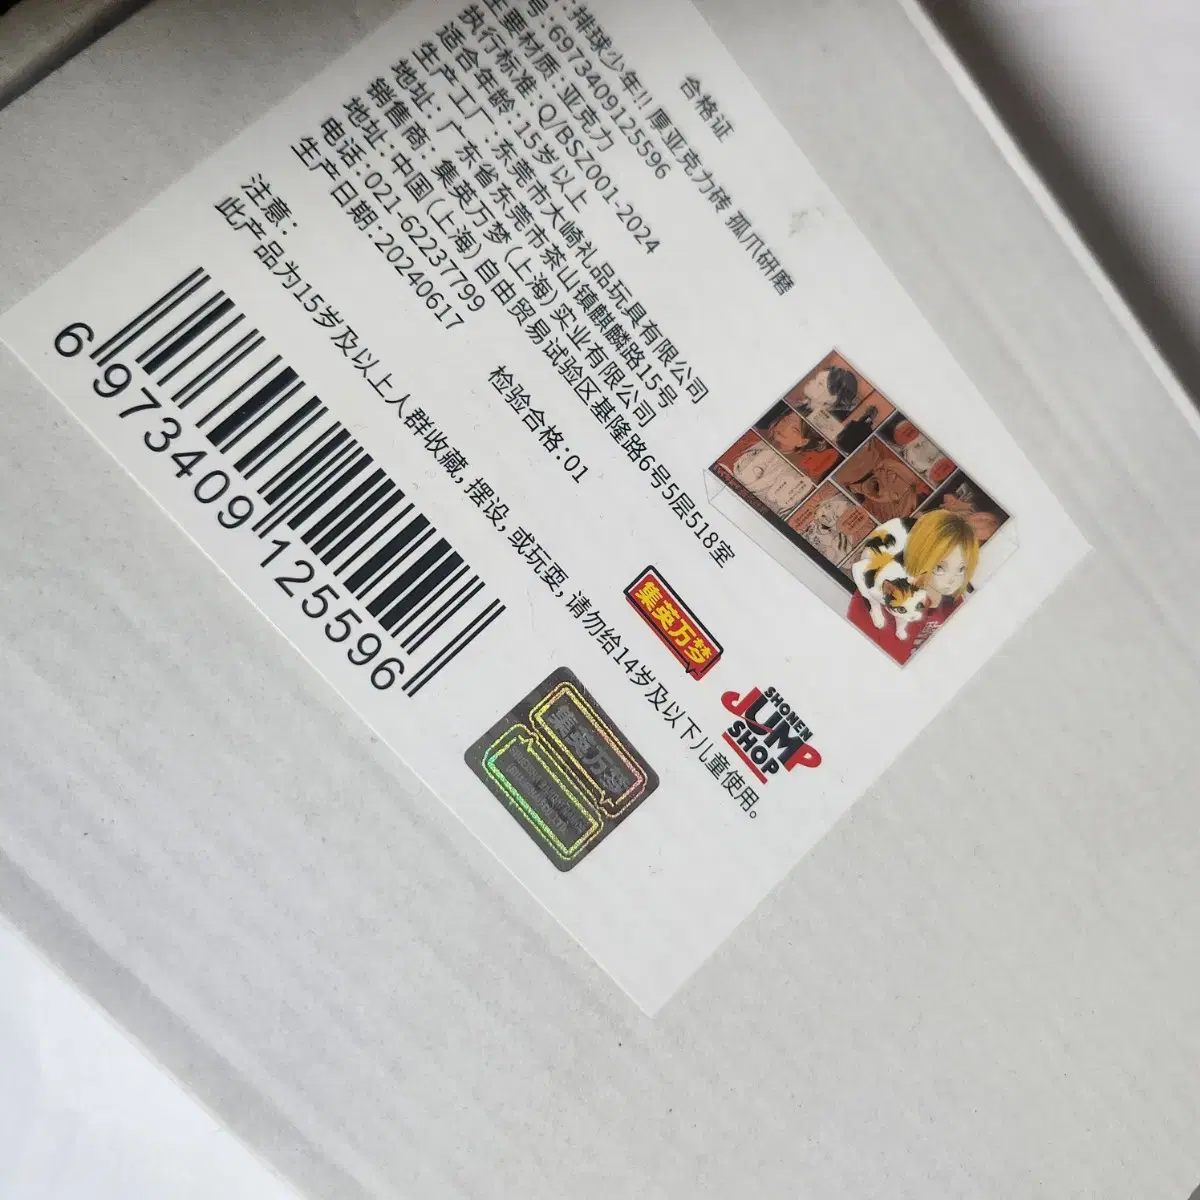 合格证
：排球少年!! 厚亚克力砖 孤爪研磨
号：6973409125596
主要材质：亚克力
执行标准：Q/BSZ001-2024
适合年龄：15岁以上
生产工厂：东莞市大崎礼品玩具有限公司
地址：广东省东莞市茶山镇麒麟路15号
销售商：集英万梦(上海)实业有限公司
地址：中国(上海)自由贸易试验区基隆路6号5层518室
电话：021-62237799
生产日期：20240617
检验合格：01
注意：
此产品为15岁及以上人群收藏，摆设，或玩耍，请勿给14岁及以下儿童使用。
6 973409 125596
集英万梦
SHONEN
JUMP
SHOP
集英万梦